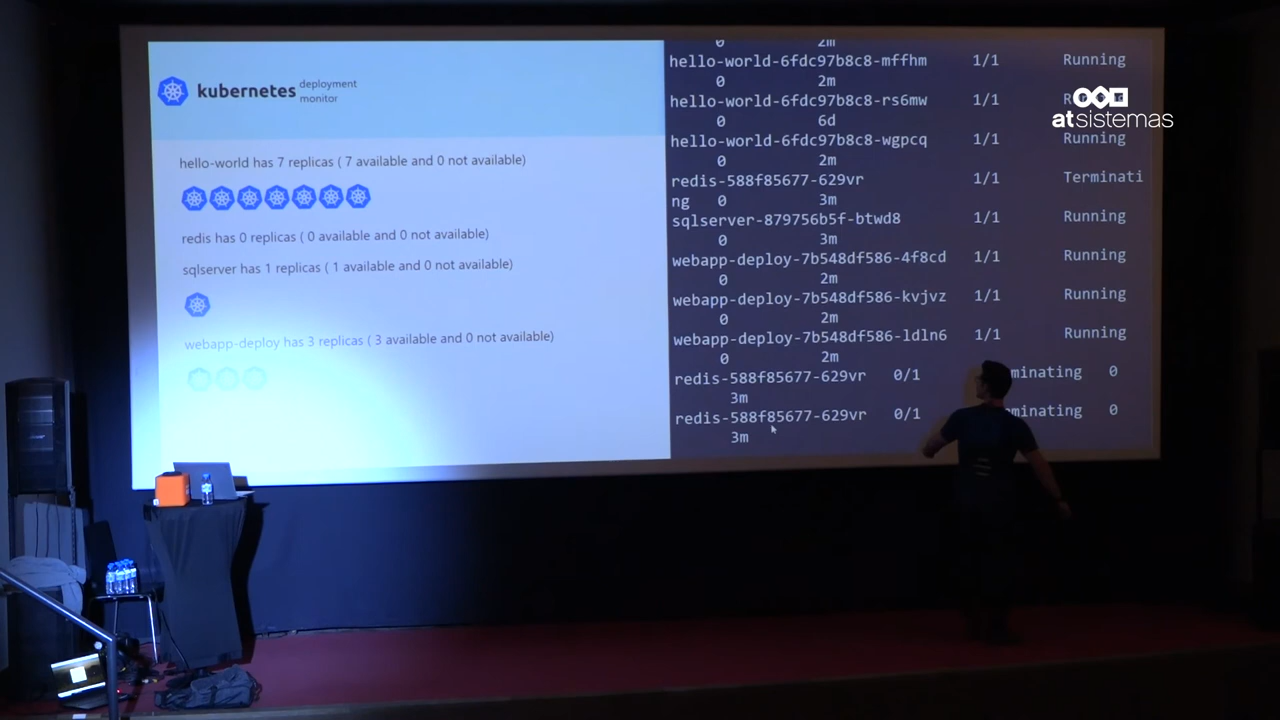 kubernetes deployment
monitor
hello-world has 7 replicas ( 7 available and 0 not available)
redis has 0 replicas ( 0 available and 0 not available)
sqlserver has 1 replicas ( 1 available and 0 not available)
webapp-deploy has 3 replicas ( 3 available and 0 not available)
0 2m
hello-world-6fdc97b8c8-mffhm 1/1 Running
0 2m
hello-world-6fdc97b8c8-rs6mw 1/1
0 6d
hello-world-6fdc97b8c8-wgpcq 1/1 Running
0 2m
redis-588f85677-629vr 1/1 Terminati
ng 0 3m
sqlserver-879756b5f-btwd8 1/1 Running
0 3m
webapp-deploy-7b548df586-4f8cd 1/1 Running
0 2m
webapp-deploy-7b548df586-kvjvz 1/1 Running
0 2m
webapp-deploy-7b548df586-ldln6 1/1 Running
0 2m
redis-588f85677-629vr 0/1 minating 0
3m
redis-588f85677-629vr 0/1 minating 0
3m
atsistemas